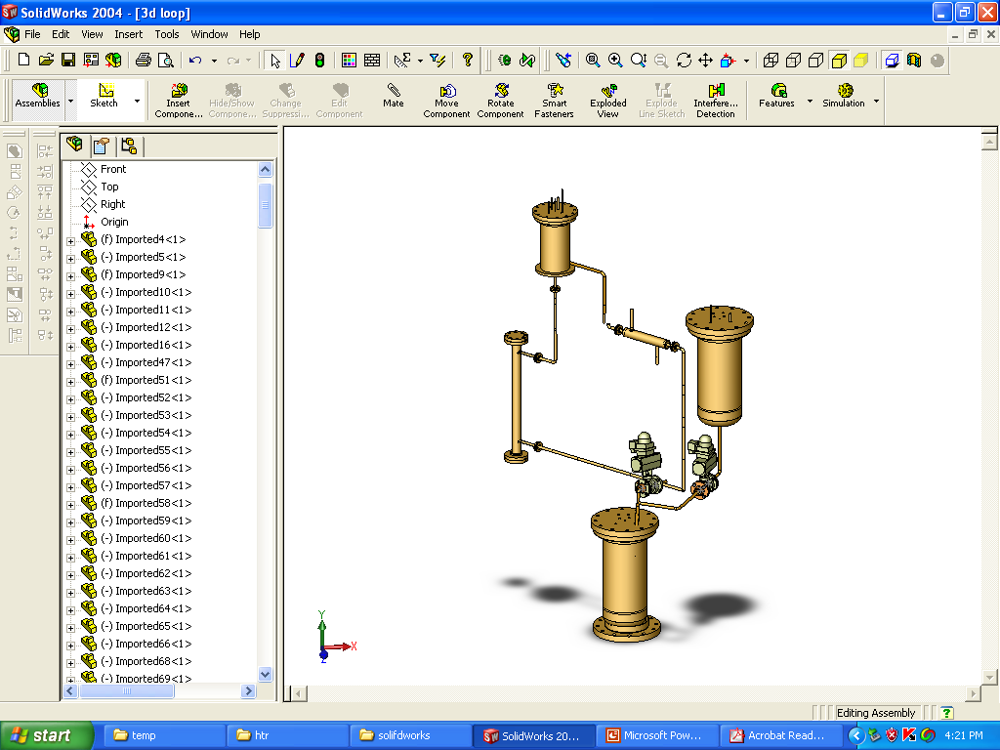 SolidWorks 2004 - [3d loop]
File Edit View Insert Tools Window Help
Assemblies
Sketch
Insert Compone...
Hide/Show Compone...
Change Suppressi...
Edit Component
Mate
Move Component
Rotate Component
Smart Fasteners
Exploded View
Explode Line Sketch
Interfere... Detection
Features
Simulation
Front
Top
Right
Origin
(f) Imported4<1>
(-) Imported5<1>
(f) Imported9<1>
(-) Imported10<1>
(-) Imported11<1>
(-) Imported12<1>
(-) Imported16<1>
(-) Imported47<1>
(f) Imported51<1>
(-) Imported52<1>
(-) Imported53<1>
(-) Imported54<1>
(-) Imported55<1>
(-) Imported56<1>
(-) Imported57<1>
(f) Imported58<1>
(-) Imported59<1>
(-) Imported60<1>
(-) Imported61<1>
(-) Imported62<1>
(-) Imported63<1>
(-) Imported64<1>
(-) Imported65<1>
(-) Imported66<1>
(-) Imported68<1>
(-) Imported69<1>
Y
X
Z
Editing Assembly
start
temp
htr
solifdworks
SolidWorks 20...
Microsoft Pow...
Acrobat Read...
4:21 PM